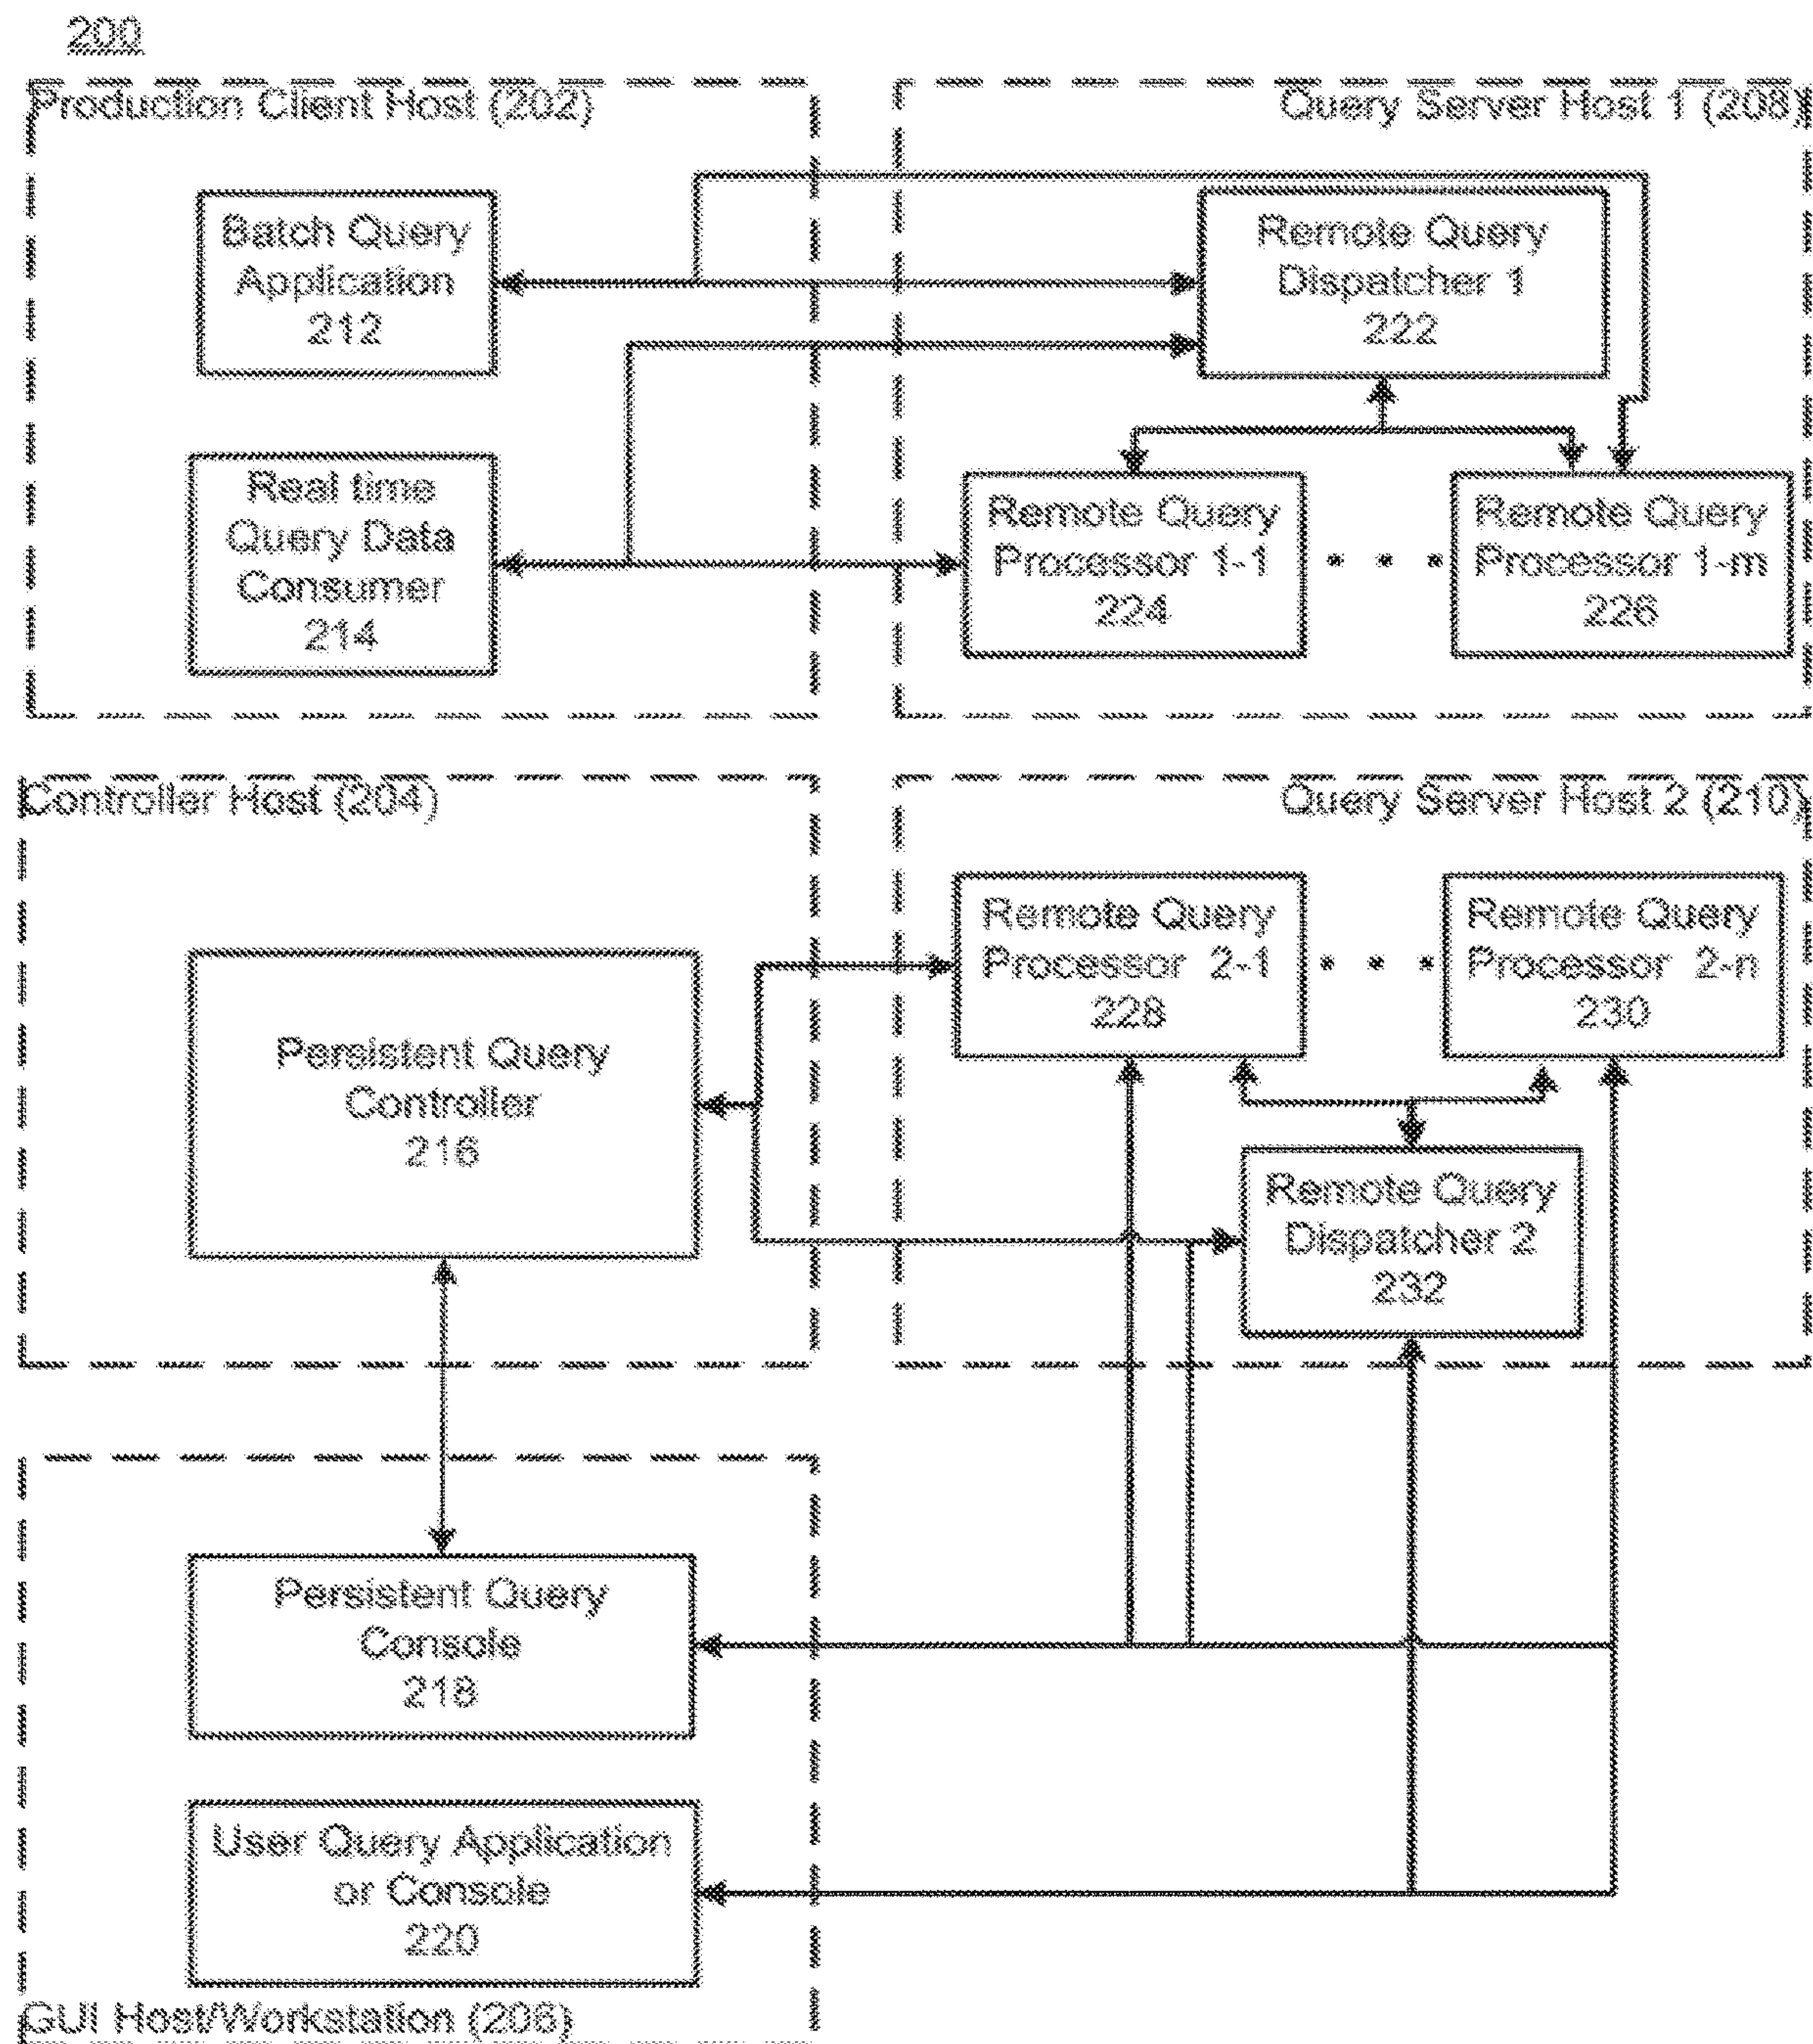 200
Production Client Host (202)
Query Server Host 1 (208)
Batch Query
Application
212
Remote Query
Dispatcher 1
222
Real time
Query Data
Consumer
214
Remote Query
Processor 1-1
224
. . .
Remote Query
Processor 1-m
226
Controller Host (204)
Query Server Host 2 (210)
Persistent Query
Controller
216
Remote Query
Processor 2-1
228
. . .
Remote Query
Processor 2-n
230
Remote Query
Dispatcher 2
232
Persistent Query
Console
218
User Query Application
or Console
220
GUI Host/Workstation (206)